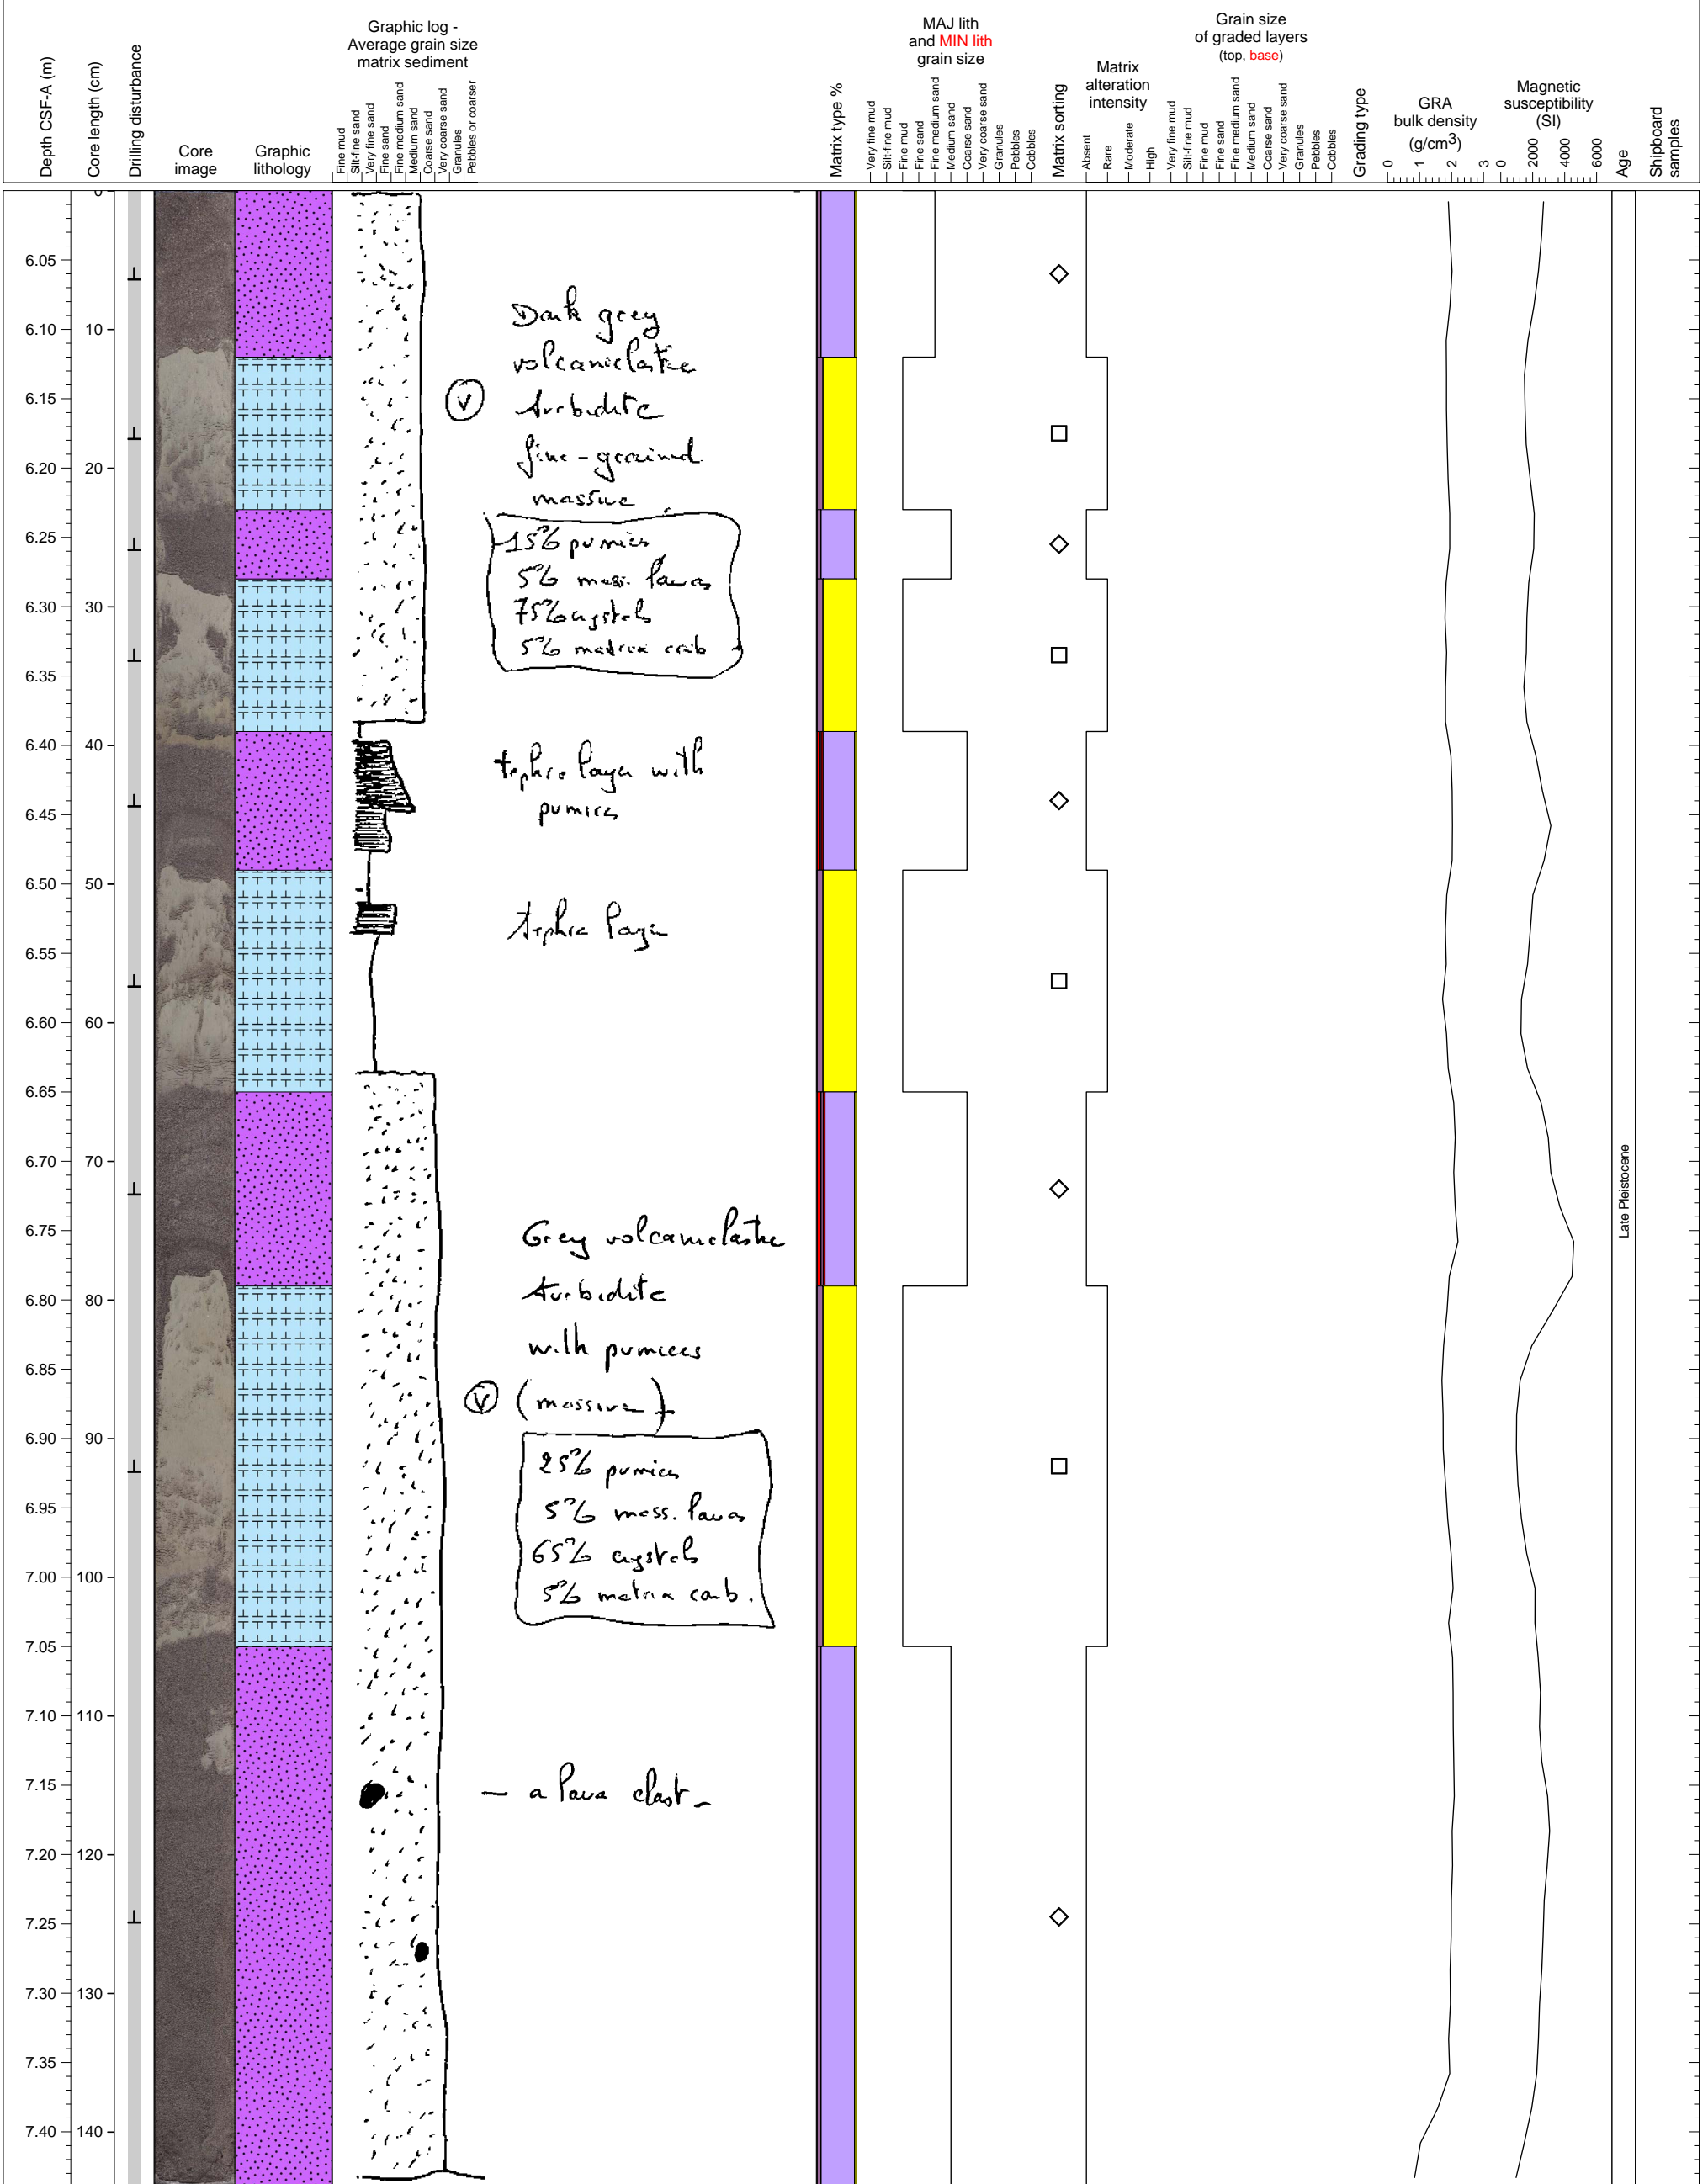 Depth CSF-A (m)
Core length (cm)
Drilling disturbance
Core
image
Graphic
lithology
Graphic log -
Average grain size
matrix sediment
Fine mud
Silt-fine sand
Very fine sand
Fine sand
Fine medium sand
Medium sand
Coarse sand
Very coarse sand
Granules
Pebbles or coarser
Matrix type %
MAJ lith
and MIN lith
grain size
Very fine mud
Silt-fine mud
Fine mud
Fine sand
Fine medium sand
Medium sand
Coarse sand
Very coarse sand
Granules
Pebbles
Cobbles
Matrix sorting
Matrix
alteration
intensity
Absent
Rare
Moderate
High
Grain size
of graded layers
(top, base)
Very fine mud
Silt-fine mud
Fine mud
Fine sand
Fine medium sand
Medium sand
Coarse sand
Very coarse sand
Granules
Pebbles
Cobbles
Grading type
GRA
bulk density
(g/cm3)
0 1 2 3
Magnetic
susceptibility
(SI)
0 2000 4000 6000
Age
Shipboard
samples
0
6.05
6.10 10
6.15
6.20 20
6.25
6.30 30
6.35
6.40 40
6.45
6.50 50
6.55
6.60 60
6.65
6.70 70
6.75
6.80 80
6.85
6.90 90
6.95
7.00 100
7.05
7.10 110
7.15
7.20 120
7.25
7.30 130
7.35
7.40 140
Dark grey
volcaniclastic
turbidite
V
fine-grained
massive
15% pumices
5% mass. lavas
75% crystals
5% matrix carb
tephra layer with
pumices
tephra layer
Grey volcaniclastic
turbidite
with pumices
V (massive)
25% pumices
5% mass. lavas
65% crystals
5% matrix carb.
— a lava clast -
Late Pleistocene